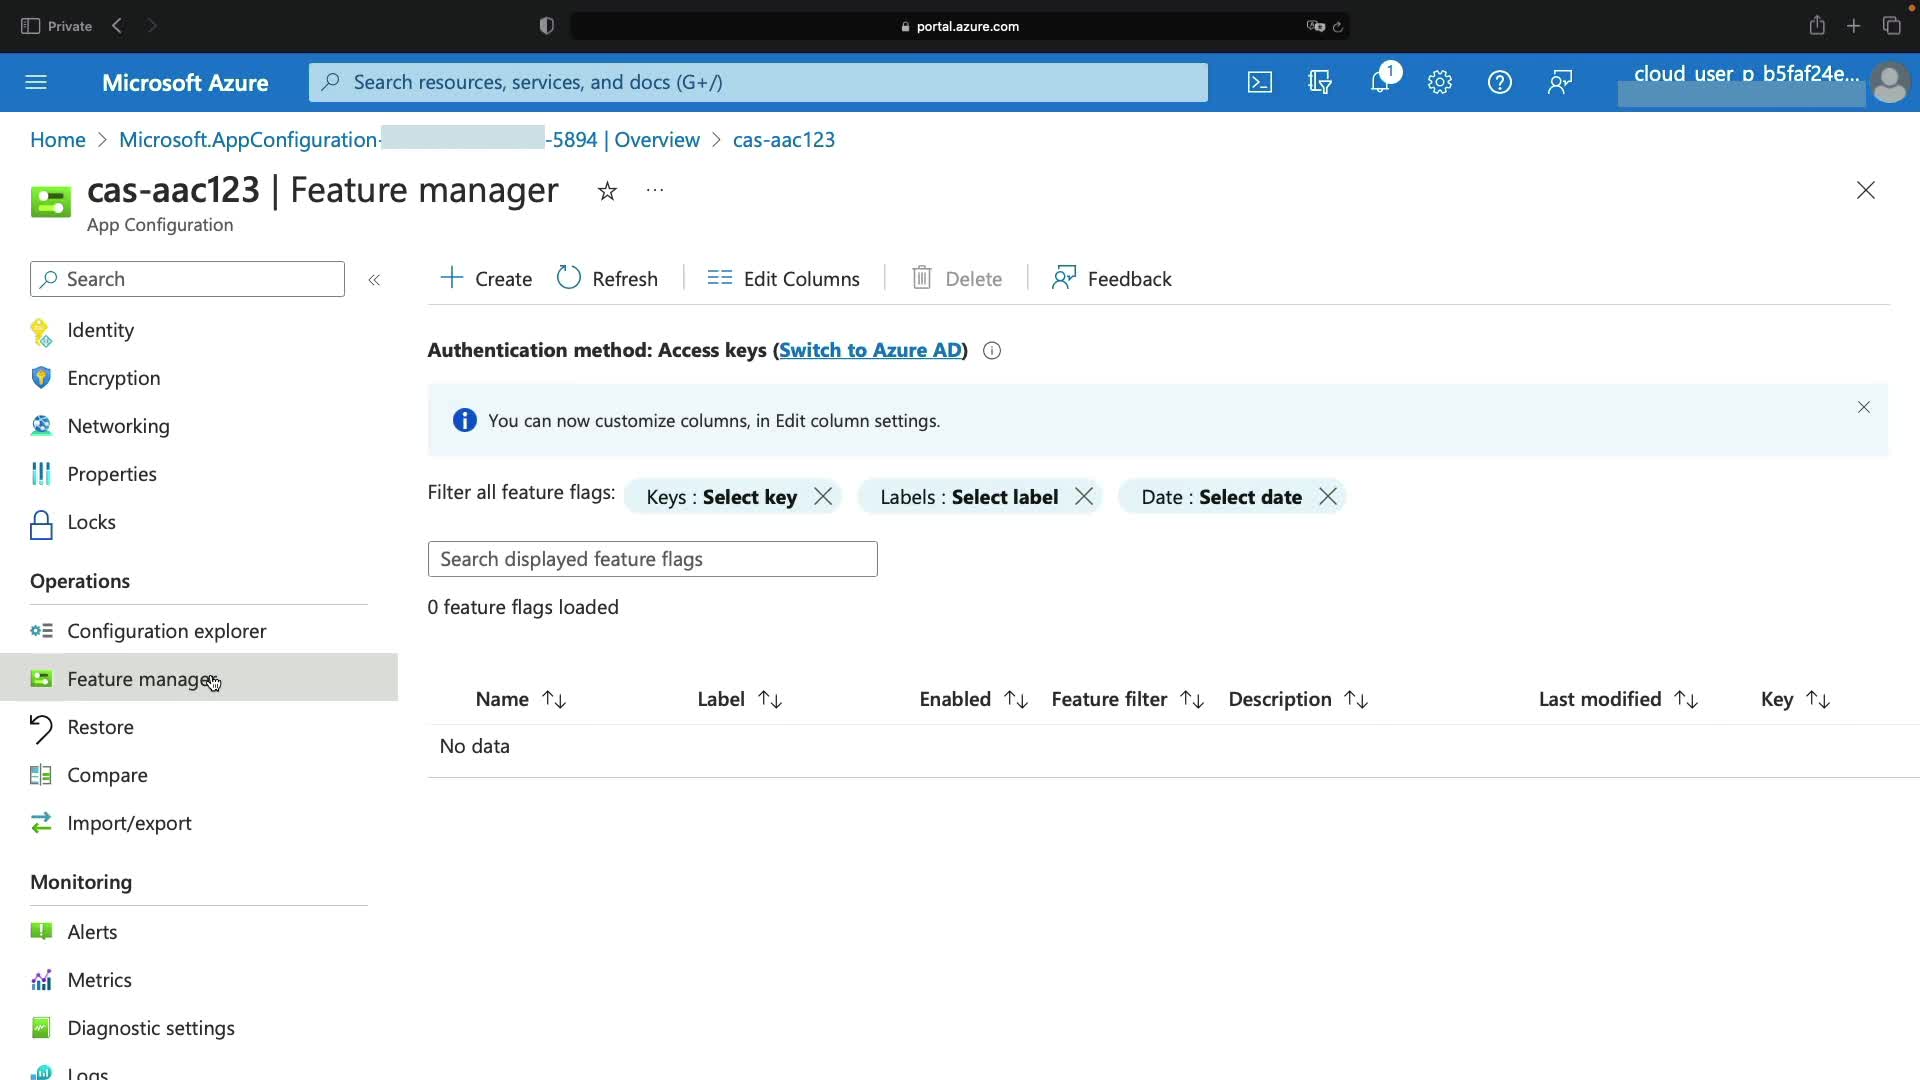 Private
portal.azure.com
Microsoft Azure
Search resources, services, and docs (G+/)
1
cloud_user_p_b5faf24e...
Home > Microsoft.AppConfiguration- -5894 | Overview > cas-aac123
cas-aac123 | Feature manager
App Configuration
Search
Create
Refresh
Edit Columns
Delete
Feedback
Identity
Encryption
Networking
Properties
Locks
Operations
Configuration explorer
Feature manager
Restore
Compare
Import/export
Monitoring
Alerts
Metrics
Diagnostic settings
Logs
Authentication method: Access keys (Switch to Azure AD)
You can now customize columns, in Edit column settings.
Filter all feature flags: Keys : Select key Labels : Select label Date : Select date
Search displayed feature flags
0 feature flags loaded
Name Label Enabled Feature filter Description Last modified Key
No data